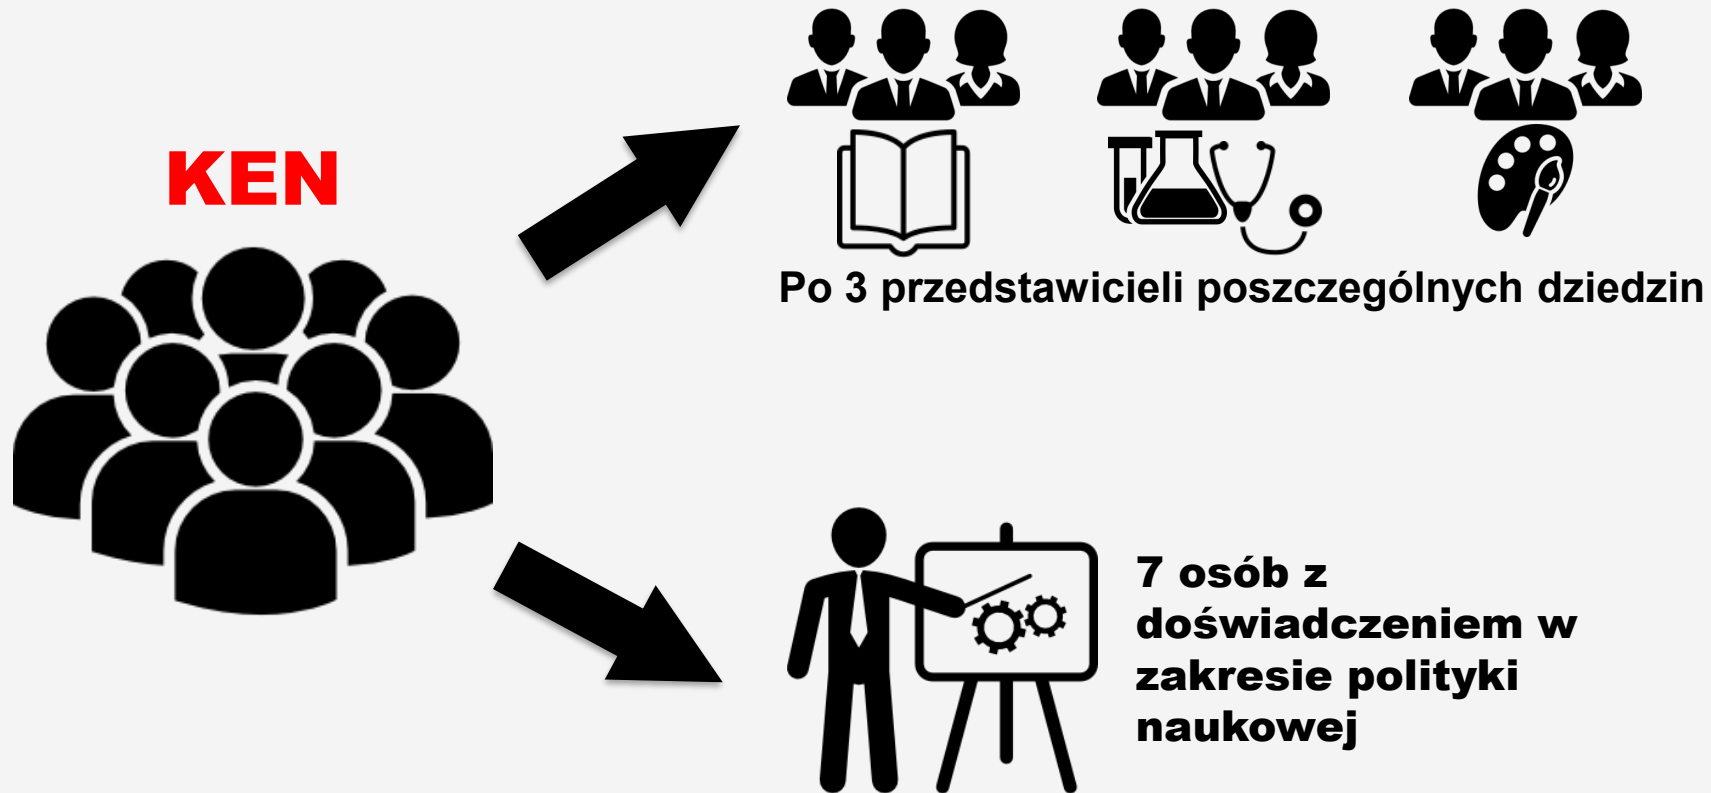 KEN
Po 3 przedstawicieli poszczególnych dziedzin
7 osób z
doświadczeniem w
zakresie polityki
naukowej